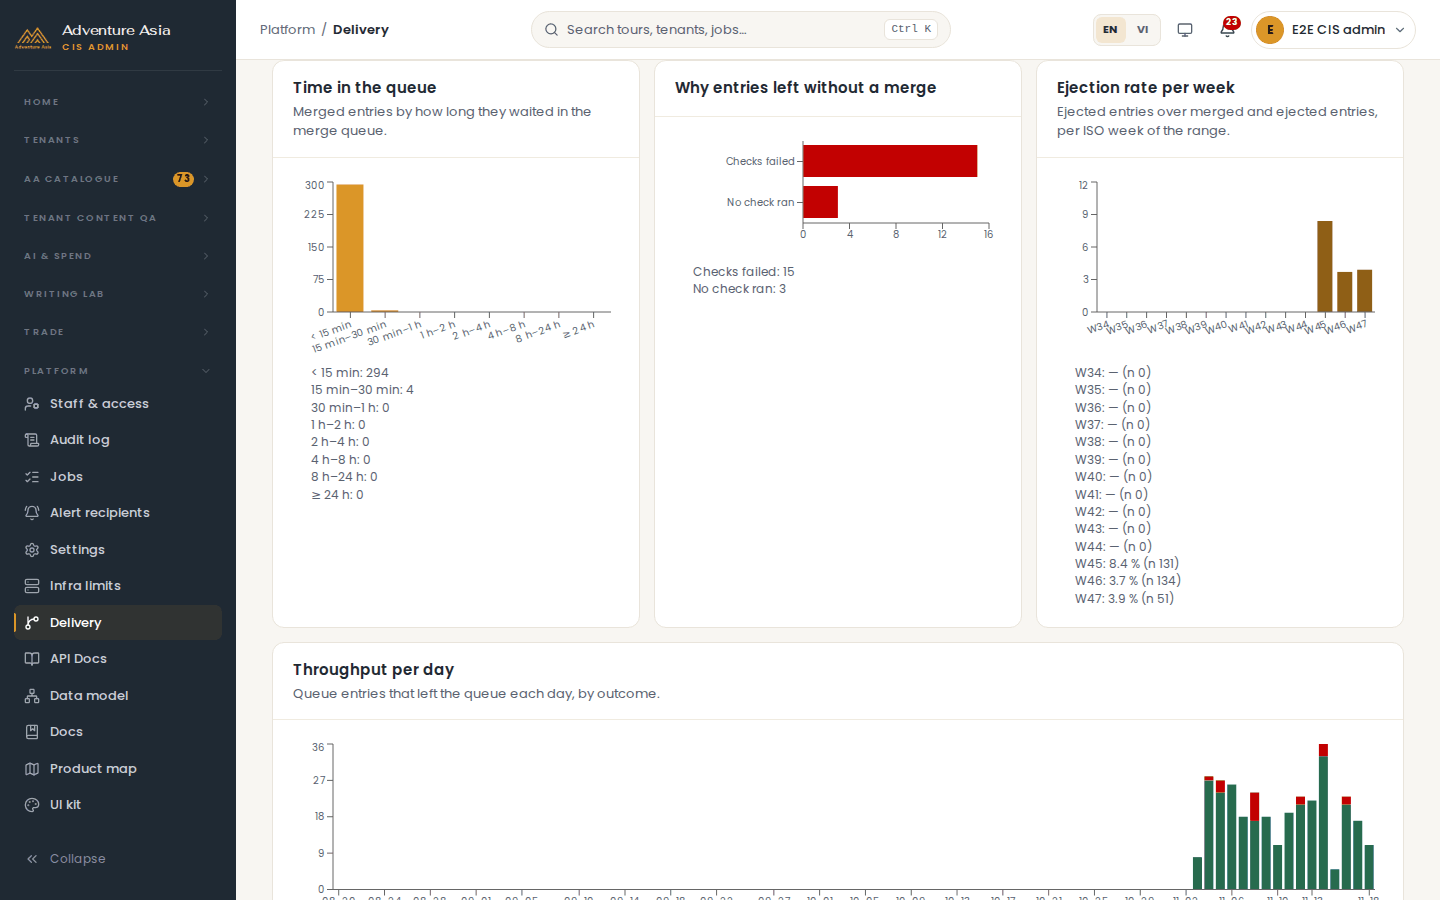 Adventure Asia
CIS ADMIN
HOME
TENANTS
AA CATALOGUE 73
TENANT CONTENT QA
AI & SPEND
WRITING LAB
TRADE
PLATFORM
Staff & access
Audit log
Jobs
Alert recipients
Settings
Infra limits
Delivery
API Docs
Data model
Docs
Product map
UI kit
Collapse
Platform / Delivery
Search tours, tenants, jobs... Ctrl K
EN VI
23
E E2E CIS admin
Time in the queue
Merged entries by how long they waited in the
merge queue.
300
225
150
75
0
< 15 min
15 min–30 min
30 min–1 h
1 h–2 h
2 h–4 h
4 h–8 h
8 h–24 h
≥ 24 h
< 15 min: 294
15 min–30 min: 4
30 min–1 h: 0
1 h–2 h: 0
2 h–4 h: 0
4 h–8 h: 0
8 h–24 h: 0
≥ 24 h: 0
Why entries left without a merge
Checks failed
No check ran
0 4 8 12 16
Checks failed: 15
No check ran: 3
Ejection rate per week
Ejected entries over merged and ejected entries,
per ISO week of the range.
12
9
6
3
0
W34 W35 W36 W37 W38 W39 W40 W41 W42 W43 W44 W45 W46 W47
W34: — (n 0)
W35: — (n 0)
W36: — (n 0)
W37: — (n 0)
W38: — (n 0)
W39: — (n 0)
W40: — (n 0)
W41: — (n 0)
W42: — (n 0)
W43: — (n 0)
W44: — (n 0)
W45: 8.4 % (n 131)
W46: 3.7 % (n 134)
W47: 3.9 % (n 51)
Throughput per day
Queue entries that left the queue each day, by outcome.
36
27
18
9
0